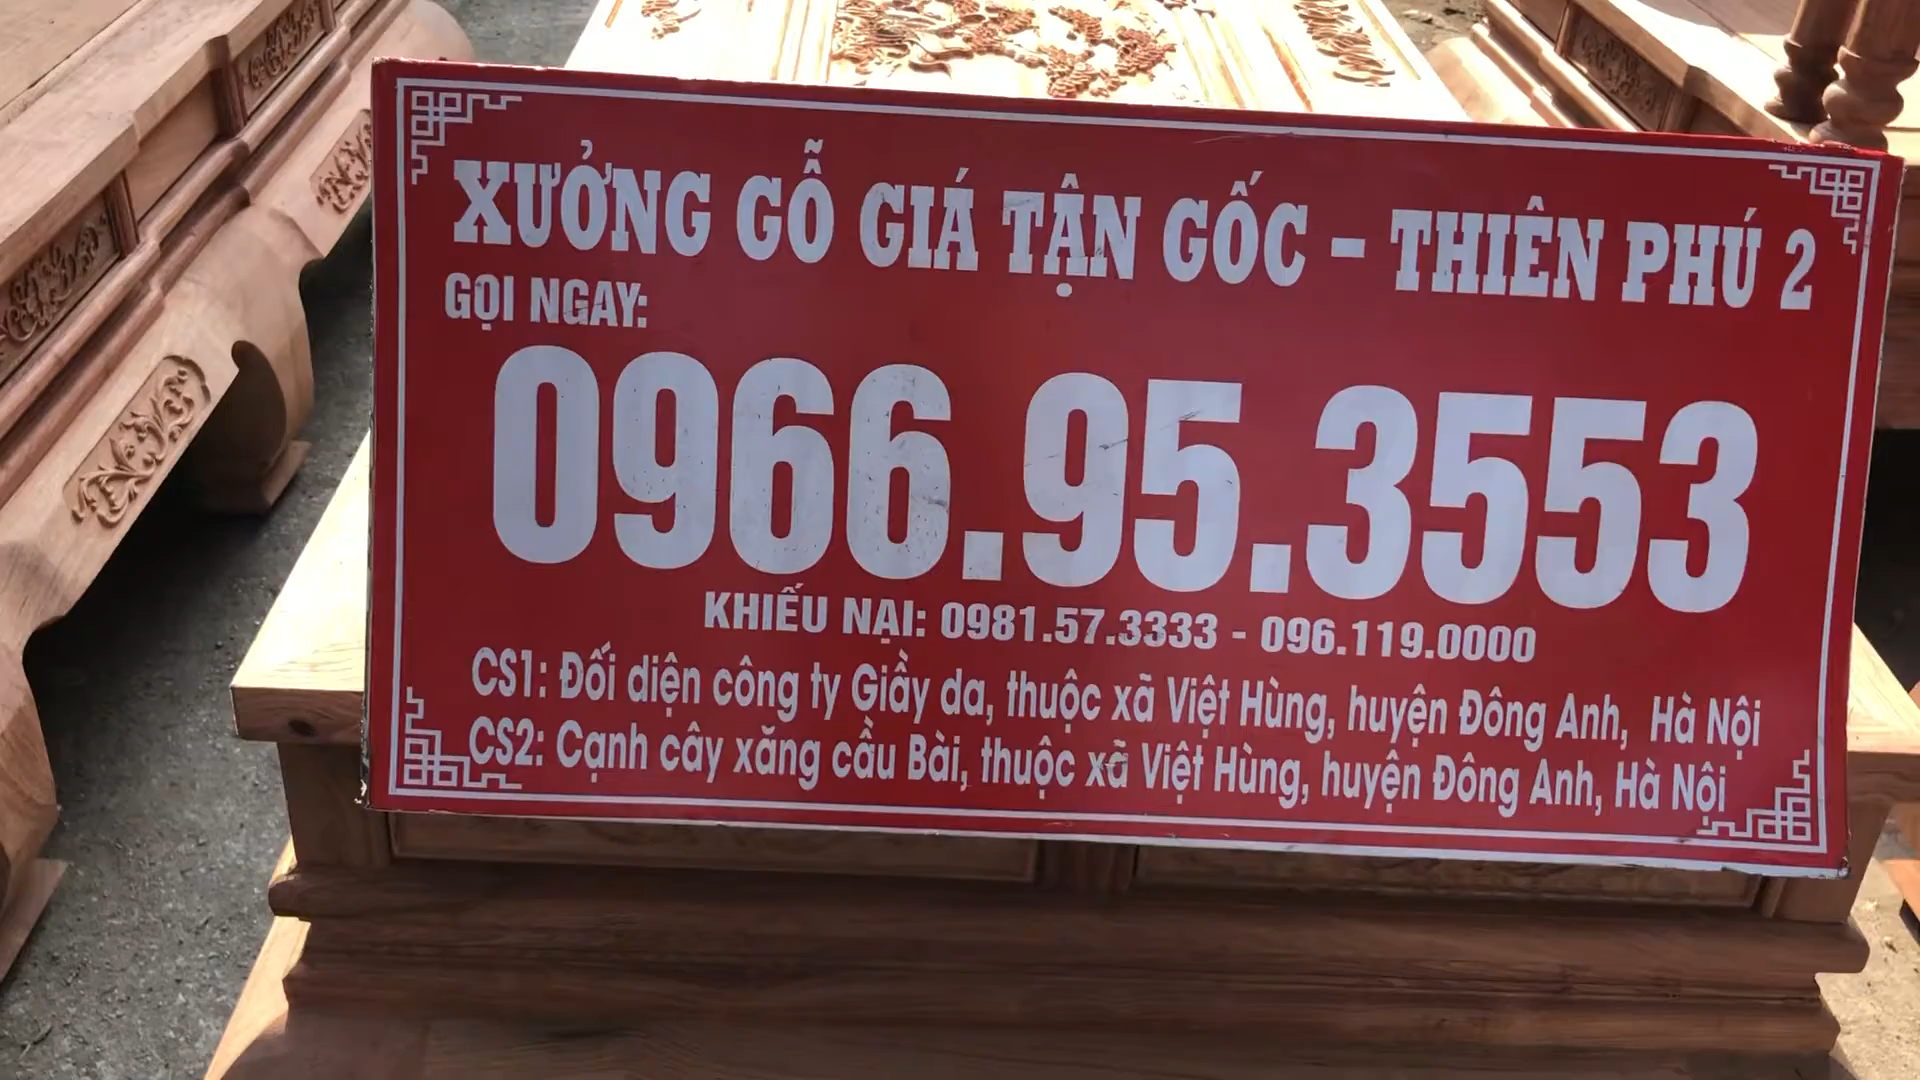 XƯỞNG GỖ GIÁ TẬN GỐC - THIÊN PHÚ 2
GỌI NGAY:
0966.95.3553
KHIẾU NẠI: 0981.57.3333 - 096.119.0000
CS1: Đối diện công ty Giầy da, thuộc xã Việt Hùng, huyện Đông Anh, Hà Nội
CS2: Cạnh cây xăng cầu Bài, thuộc xã Việt Hùng, huyện Đông Anh, Hà Nội